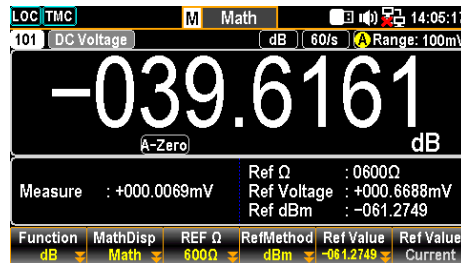 LOC TMC M Math 14:05:17
101 DC Voltage dB 60/s A Range: 100mV
-039.6161
A-Zero dB
Measure : +000.0069mV
Ref Ω : 0600Ω
Ref Voltage : +000.6688mV
Ref dBm : -061.2749
Function MathDisp REF Ω RefMethod Ref Value Ref Value
dB Math 600Ω dBm -061.2749 Current